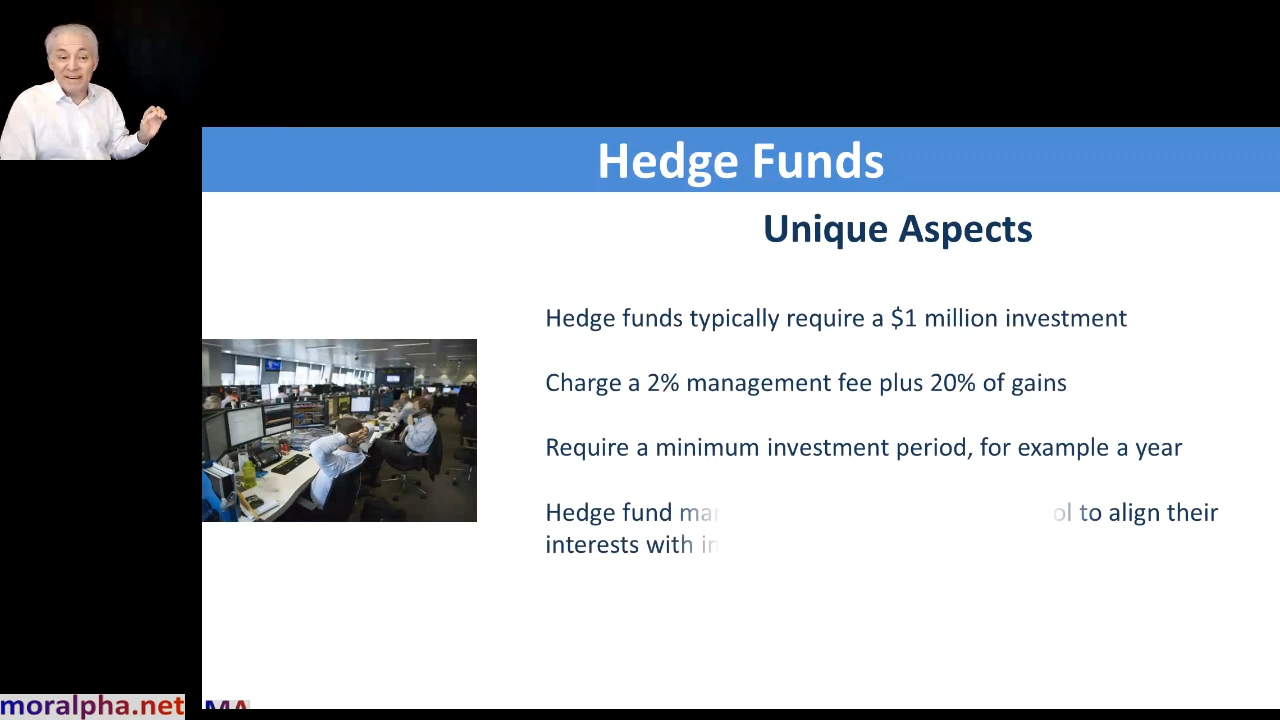 Hedge Funds
Unique Aspects
Hedge funds typically require a $1 million investment
Charge a 2% management fee plus 20% of gains
Require a minimum investment period, for example a year
Hedge fund to align their
interests with
moralpha.net
MA